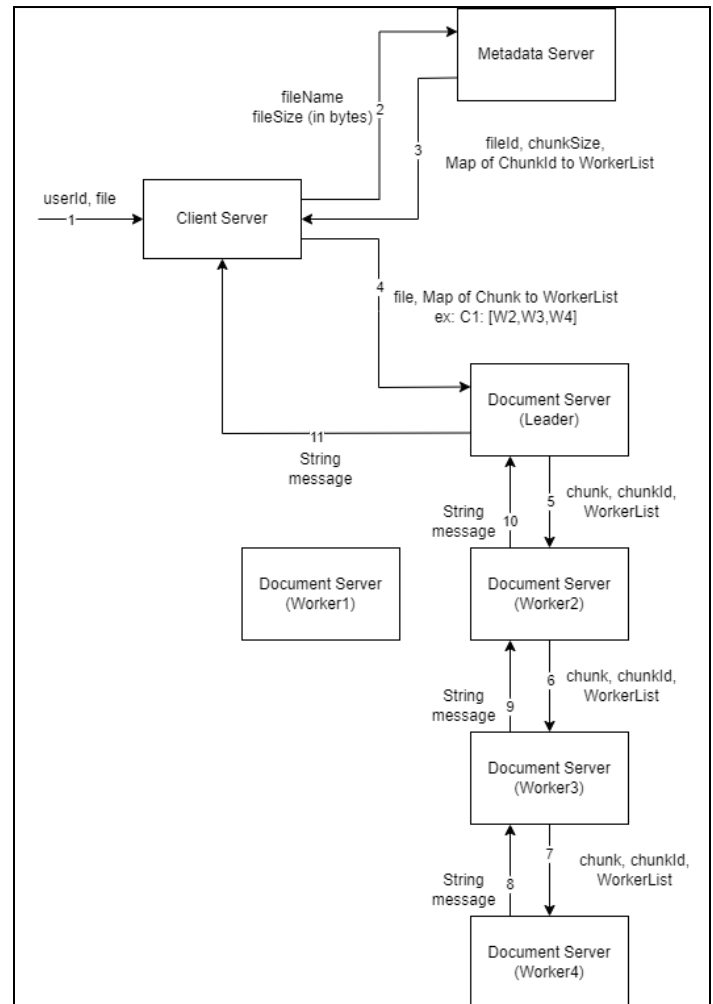 Metadata Server
fileName
fileSize (in bytes)
2
3
fileId, chunkSize,
Map of ChunkId to WorkerList
userId, file
1
Client Server
4
file, Map of Chunk to WorkerList
ex: C1: [W2,W3,W4]
Document Server
(Leader)
11
String
message
5
chunk, chunkId,
WorkerList
String
message
10
Document Server
(Worker1)
Document Server
(Worker2)
6
chunk, chunkId,
WorkerList
String
message
9
Document Server
(Worker3)
7
chunk, chunkId,
WorkerList
String
message
8
Document Server
(Worker4)